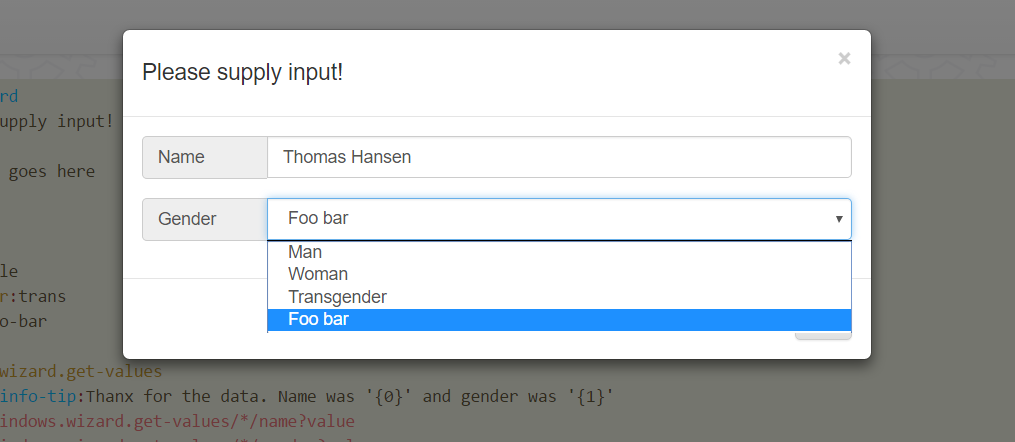 Please supply input!
×
rd
upply input!
goes here
Name
Thomas Hansen
Gender
Foo bar
Man
Woman
Transgender
Foo bar
le
r:trans
o-bar
wizard.get-values
info-tip:Thanx for the data. Name was '{0}' and gender was '{1}'
indows.wizard.get-values/*/name?value